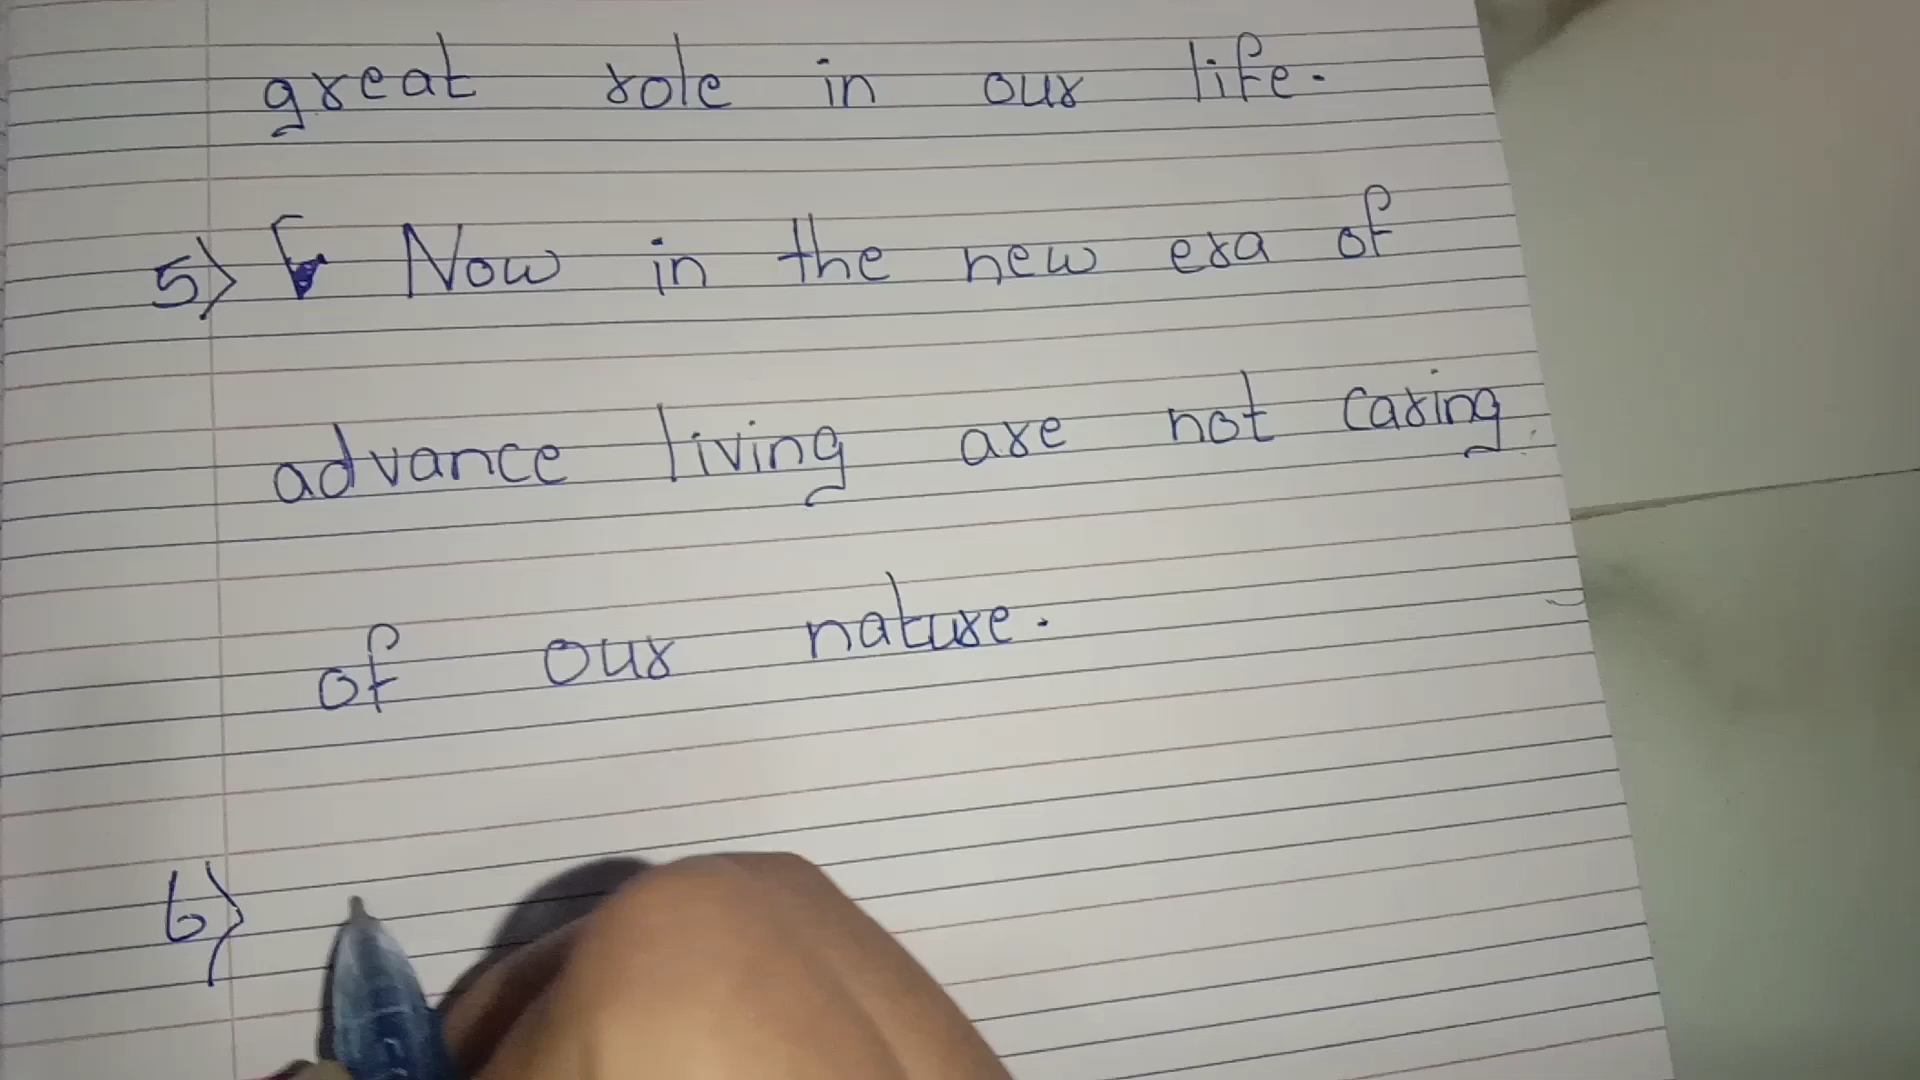 great role in our life.
5) Now in the new era of
advance living are not caring
of our nature.
6)